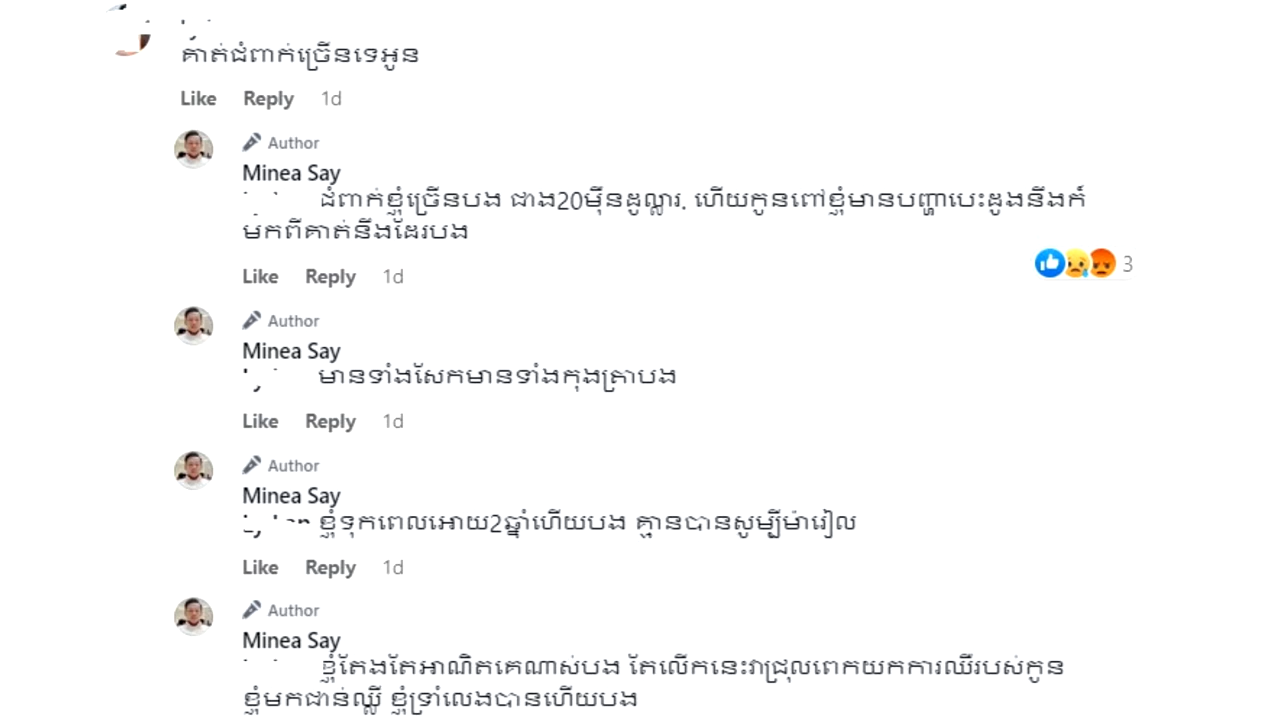 គាត់ជំពាក់ច្រើនទេអូន
Like Reply 1d
Author
Minea Say
ដំពាក់ខ្ញុំច្រើនបង ជាង20ម៉ឺនដូល្លារ. ហើយកូនពៅខ្ញុំមានបញ្ហាបេះដូងនឹងក៍
មកពីគាត់នឹងដែរបង
Like Reply 1d
3
Author
Minea Say
មានទាំងសែកមានទាំងកុងត្រាបង
Like Reply 1d
Author
Minea Say
ខ្ញុំទុកពេលអោយ2ឆ្នាំហើយបង គ្មានបានសូម្បីម៉ារៀល
Like Reply 1d
Author
Minea Say
ខ្ញុំតែងតែអាណិតគេណាស់បង តែលើកនេះវាជ្រុលពេកយកការឈឺរបស់កូន
ខ្ញុំមកជាន់ឈ្លី ខ្ញុំទ្រាំលែងបានហើយបង